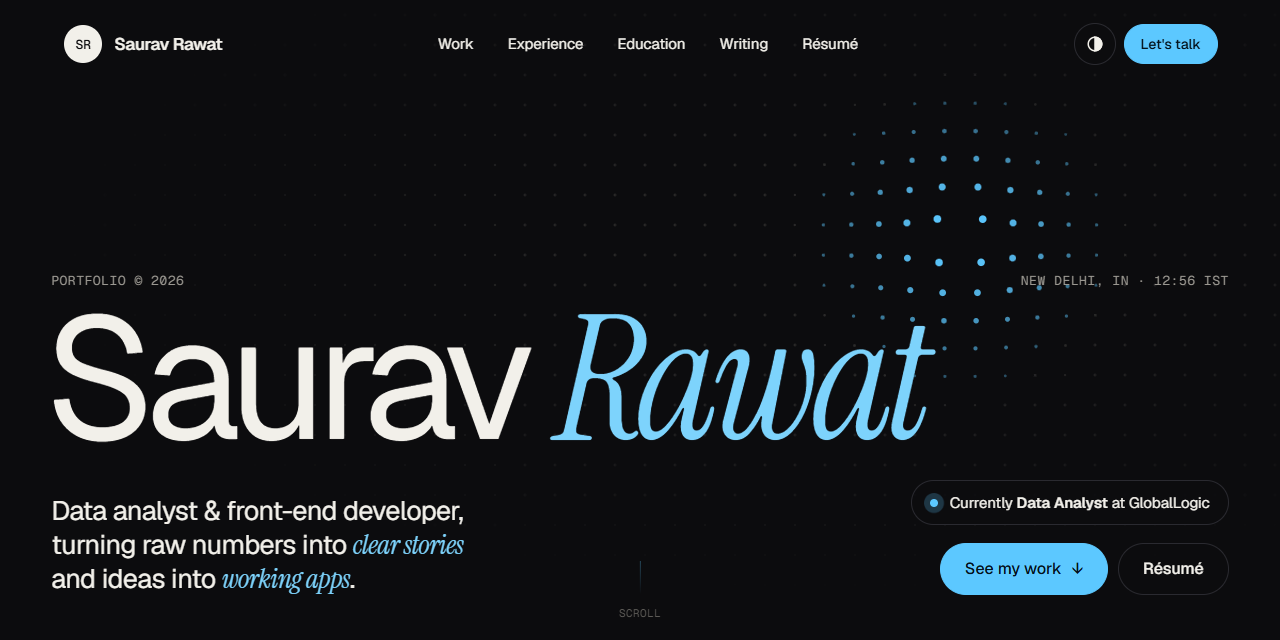 SR Saurav Rawat Work Experience Education Writing Résumé Let's talk
PORTFOLIO © 2026 NEW DELHI, IN · 12:56 IST
Saurav Rawat
Data analyst & front-end developer,
turning raw numbers into clear stories
and ideas into working apps.
Currently Data Analyst at GlobalLogic
See my work ↓ Résumé
SCROLL